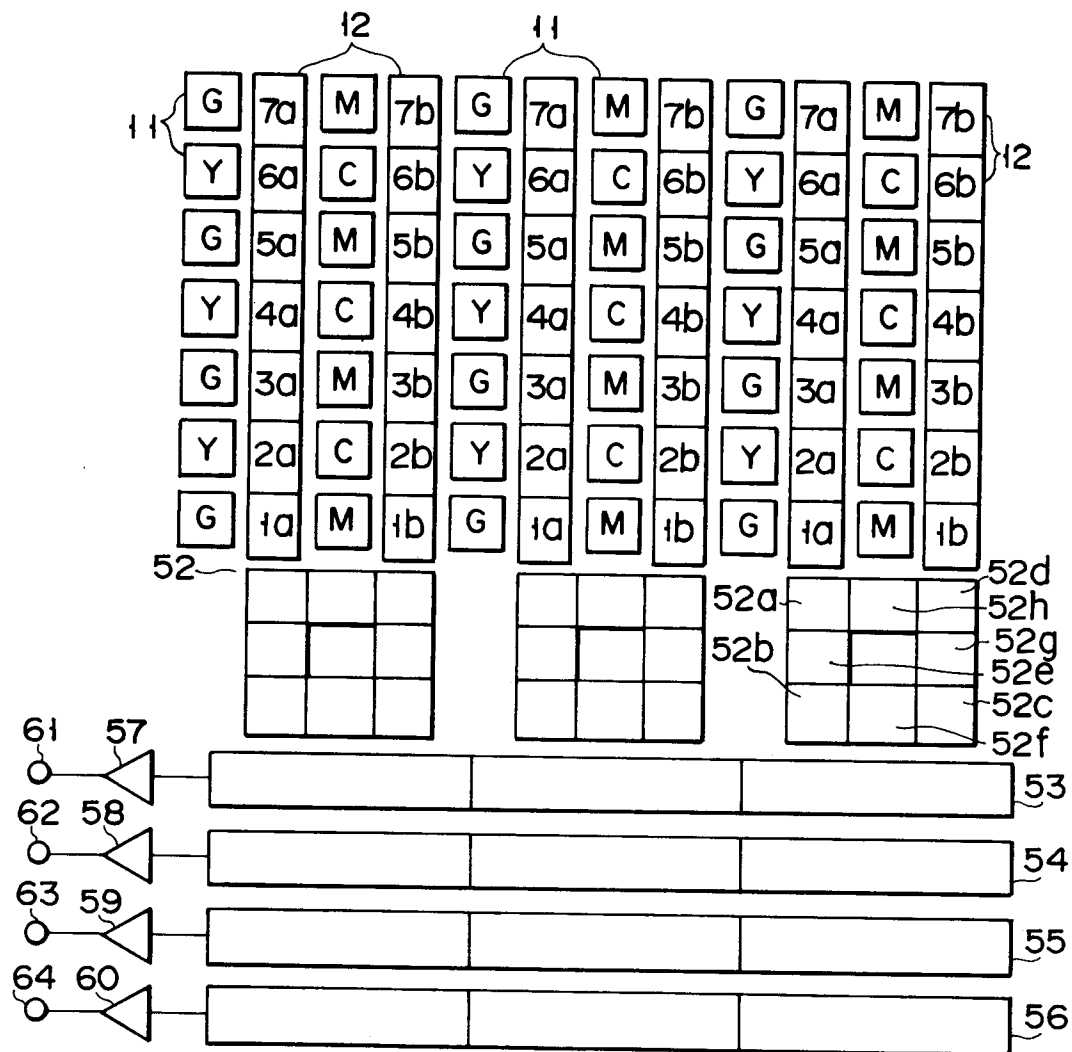 12 11
G 7a M 7b G 7a M 7b G 7a M 7b
11 12
Y 6a C 6b Y 6a C 6b Y 6a C 6b
G 5a M 5b G 5a M 5b G 5a M 5b
Y 4a C 4b Y 4a C 4b Y 4a C 4b
G 3a M 3b G 3a M 3b G 3a M 3b
Y 2a C 2b Y 2a C 2b Y 2a C 2b
G 1a M 1b G 1a M 1b G 1a M 1b
52 52d
52a 52h
52g
52b 52e
52c
52f
61 57 53
62 58 54
63 59 55
64 60 56